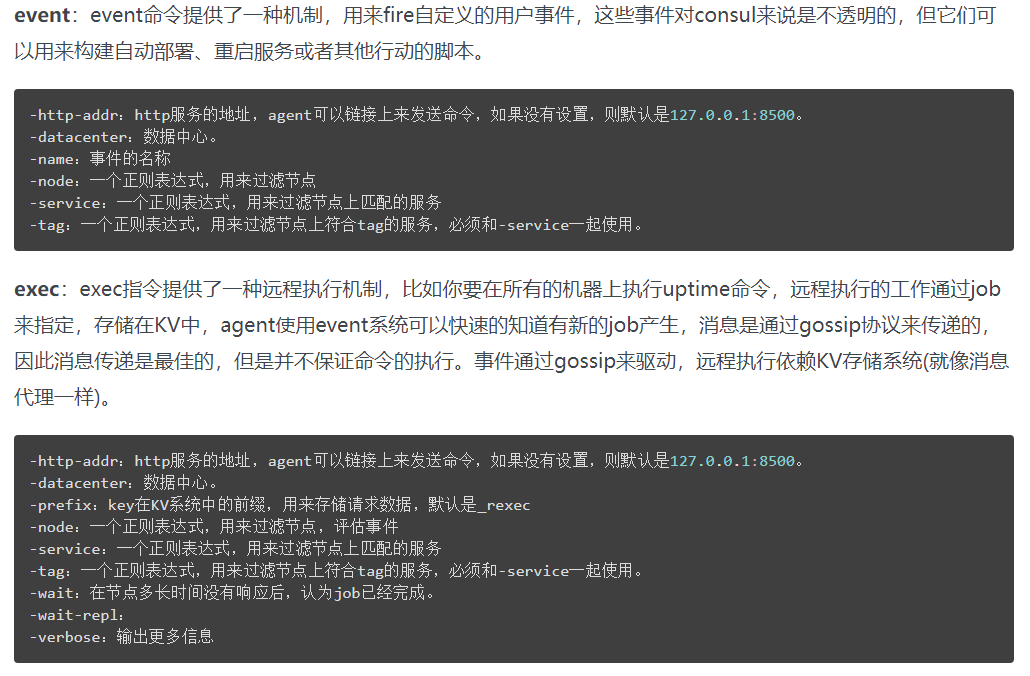 event：event命令提供了一种机制，用来fire自定义的用户事件，这些事件对consul来说是不透明的，但它们可
以用来构建自动部署、重启服务或者其他行动的脚本。
-http-addr：http服务的地址，agent可以链接上来发送命令，如果没有设置，则默认是127.0.0.1:8500。
-datacenter：数据中心。
-name：事件的名称
-node：一个正则表达式，用来过滤节点
-service：一个正则表达式，用来过滤节点上匹配的服务
-tag：一个正则表达式，用来过滤节点上符合tag的服务，必须和-service一起使用。
exec：exec指令提供了一种远程执行机制，比如你要在所有的机器上执行uptime命令，远程执行的工作通过job
来指定，存储在KV中，agent使用event系统可以快速的知道有新的job产生，消息是通过gossip协议来传递的，
因此消息传递是最佳的，但是并不保证命令的执行。事件通过gossip来驱动，远程执行依赖KV存储系统(就像消息
代理一样)。
-http-addr：http服务的地址，agent可以链接上来发送命令，如果没有设置，则默认是127.0.0.1:8500。
-datacenter：数据中心。
-prefix：key在KV系统中的前缀，用来存储请求数据，默认是_rexec
-node：一个正则表达式，用来过滤节点，评估事件
-service：一个正则表达式，用来过滤节点上匹配的服务
-tag：一个正则表达式，用来过滤节点上符合tag的服务，必须和-service一起使用。
-wait：在节点多长时间没有响应后，认为job已经完成。
-wait-repl：
-verbose：输出更多信息